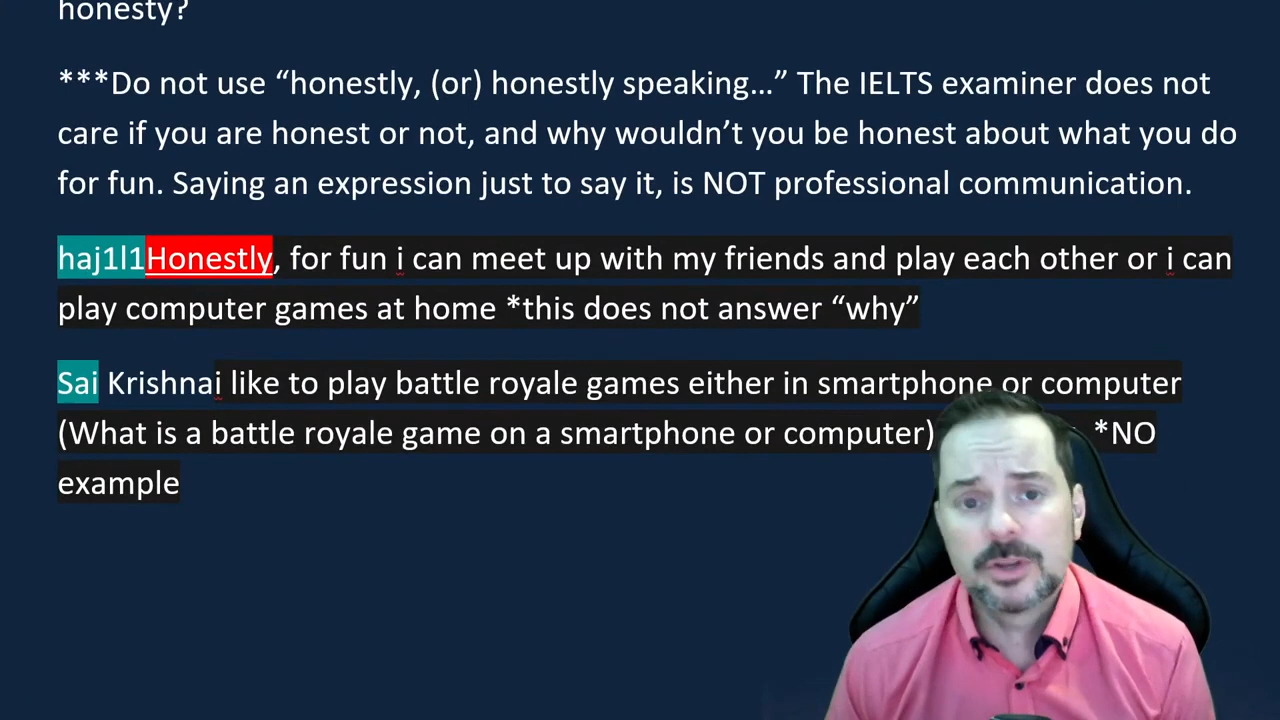 honesty?
***Do not use “honestly, (or) honestly speaking…” The IELTS examiner does not
care if you are honest or not, and why wouldn’t you be honest about what you do
for fun. Saying an expression just to say it, is NOT professional communication.
haj1l1Honestly, for fun i can meet up with my friends and play each other or i can
play computer games at home *this does not answer “why”
Sai Krishnai like to play battle royale games either in smartphone or computer
(What is a battle royale game on a smartphone or computer) *NO
example